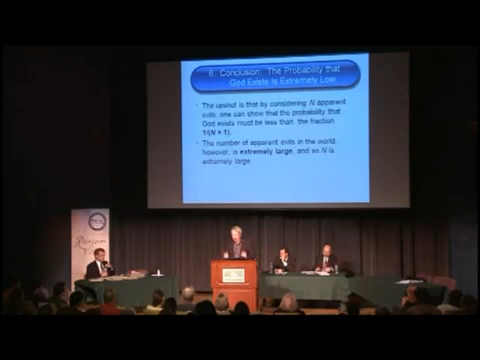 6. Conclusion: The Probability that
God Exists Is Extremely Low
• The upshot is that by considering N apparent
evils, one can show that the probability that
God exists must be less than the fraction
1/(N + 1).
• The number of apparent evils in the world,
however, is extremely large, and so N is
extremely large.